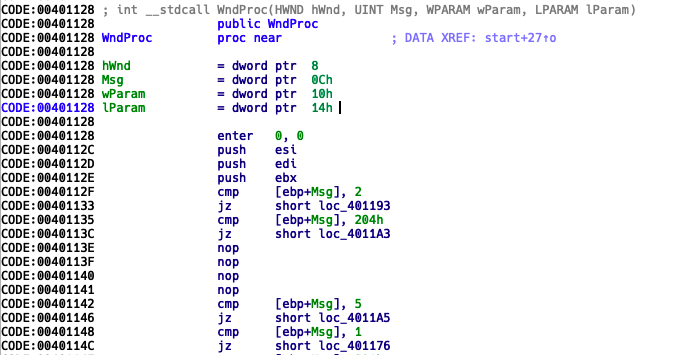 CODE:00401128 ; int __stdcall WndProc(HWND hWnd, UINT Msg, WPARAM wParam, LPARAM lParam)
CODE:00401128 public WndProc
CODE:00401128 WndProc proc near ; DATA XREF: start+27↑o
CODE:00401128
CODE:00401128 hWnd = dword ptr 8
CODE:00401128 Msg = dword ptr 0Ch
CODE:00401128 wParam = dword ptr 10h
CODE:00401128 lParam = dword ptr 14h
CODE:00401128
CODE:00401128 enter 0, 0
CODE:0040112C push esi
CODE:0040112D push edi
CODE:0040112E push ebx
CODE:0040112F cmp [ebp+Msg], 2
CODE:00401133 jz short loc_401193
CODE:00401135 cmp [ebp+Msg], 204h
CODE:0040113C jz short loc_4011A3
CODE:0040113E nop
CODE:0040113F nop
CODE:00401140 nop
CODE:00401141 nop
CODE:00401142 cmp [ebp+Msg], 5
CODE:00401146 jz short loc_4011A5
CODE:00401148 cmp [ebp+Msg], 1
CODE:0040114C jz short loc_401176